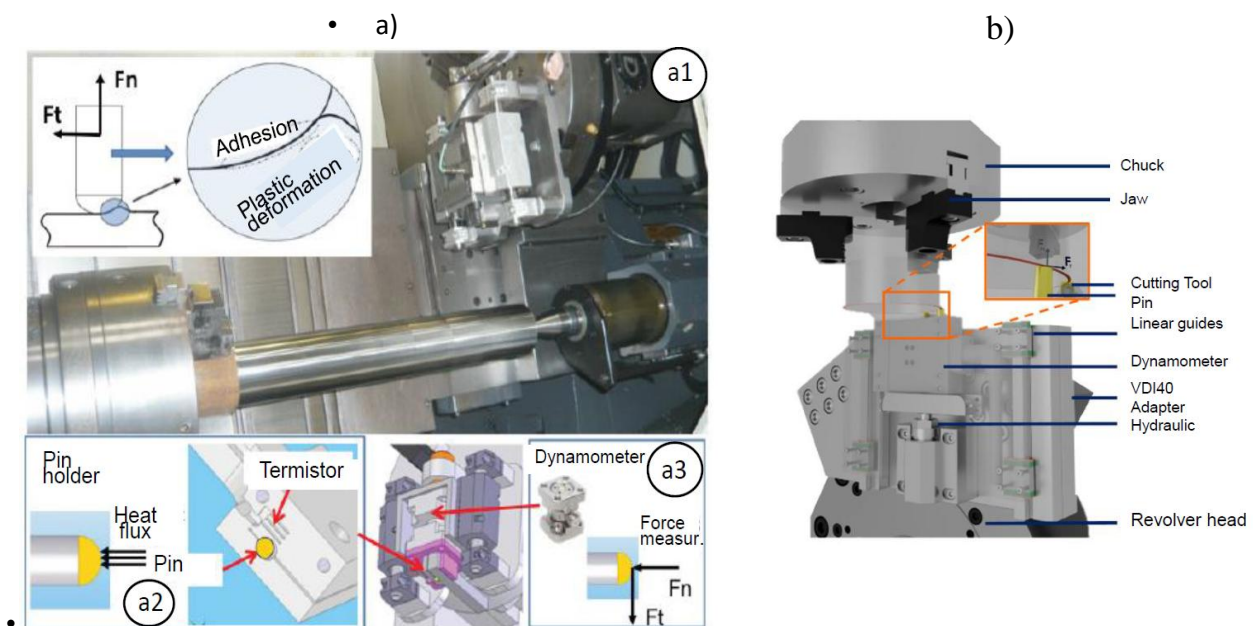 a)
b)
a1
Fn
Ft
Adhesion
Plastic
deformation
Pin
holder
Heat
flux
Pin
a2
Termistor
Dynamometer
a3
Force
measur.
Fn
Ft
Chuck
Jaw
Cutting Tool
Pin
Linear guides
Dynamometer
VDI40
Adapter
Hydraulic
Revolver head